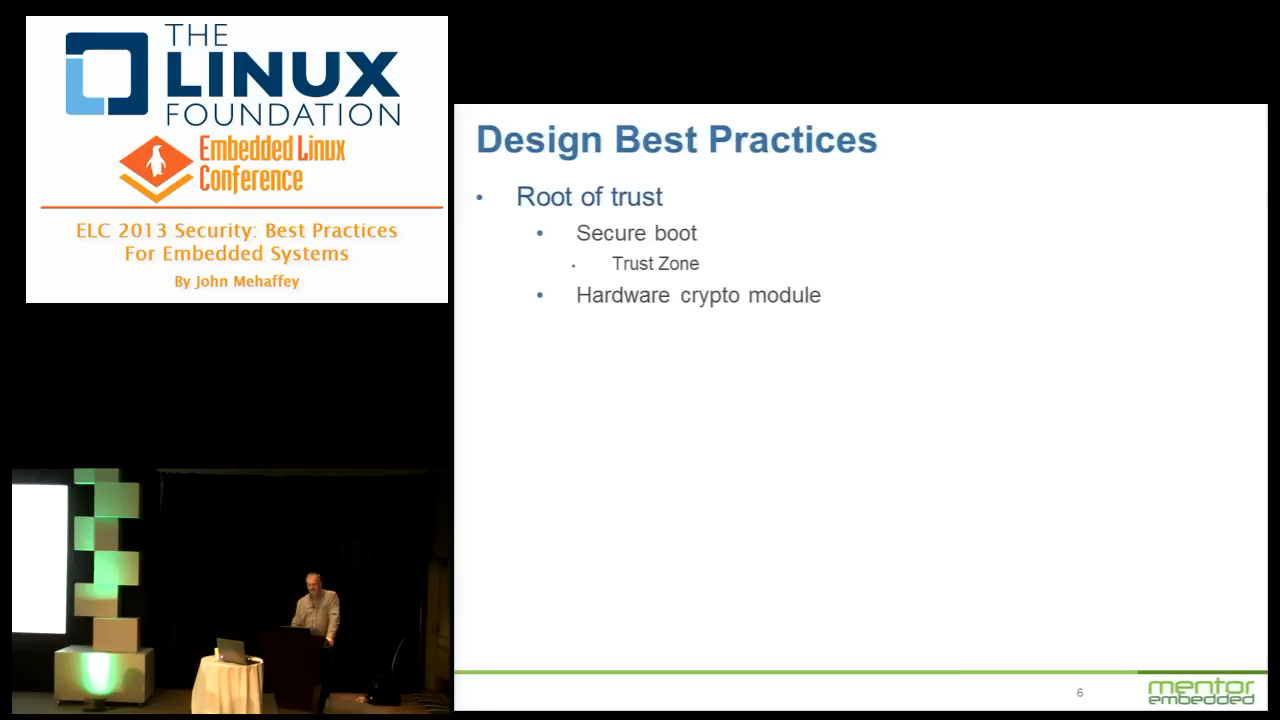 THE
LINUX
FOUNDATION
Embedded Linux
Conference
ELC 2013 Security: Best Practices
For Embedded Systems
By John Mehaffey
Design Best Practices
• Root of trust
• Secure boot
• Trust Zone
• Hardware crypto module
6
mentor
embedded